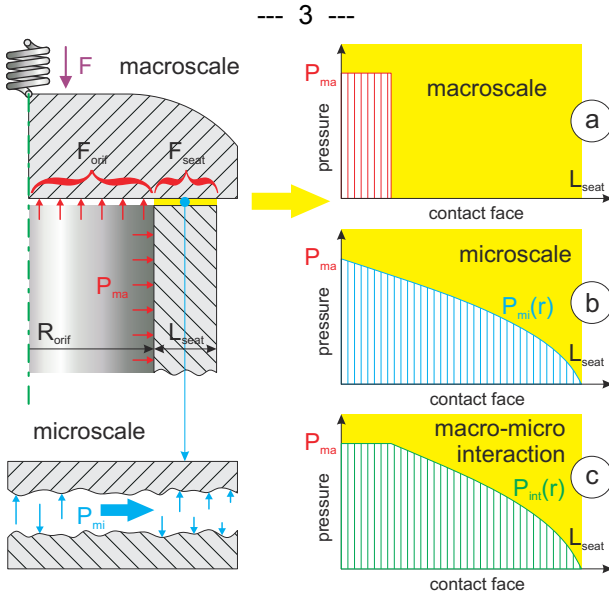 --- 3 ---
F
macroscale
F_orif
F_seat
P_ma
R_orif
L_seat
microscale
P_mi
P_ma
pressure
macroscale
a
L_seat
contact face
P_ma
pressure
microscale
b
P_mi(r)
L_seat
contact face
P_ma
pressure
macro-micro
interaction
c
P_int(r)
L_seat
contact face